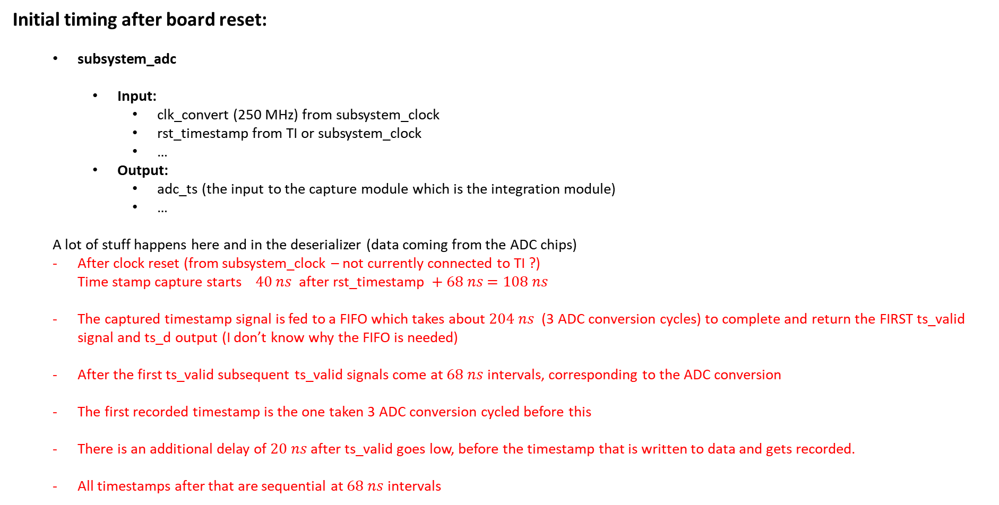 Initial timing after board reset:
• subsystem_adc
• Input:
• clk_convert (250 MHz) from subsystem_clock
• rst_timestamp from TI or subsystem_clock
• ...
• Output:
• adc_ts (the input to the capture module which is the integration module)
• ...
A lot of stuff happens here and in the deserializer (data coming from the ADC chips)
- After clock reset (from subsystem_clock – not currently connected to TI ?)
Time stamp capture starts 40 ns after rst_timestamp + 68 ns = 108 ns
- The captured timestamp signal is fed to a FIFO which takes about 204 ns (3 ADC conversion cycles) to complete and return the FIRST ts_valid
signal and ts_d output (I don’t know why the FIFO is needed)
- After the first ts_valid subsequent ts_valid signals come at 68 ns intervals, corresponding to the ADC conversion
- The first recorded timestamp is the one taken 3 ADC conversion cycled before this
- There is an additional delay of 20 ns after ts_valid goes low, before the timestamp that is written to data and gets recorded.
- All timestamps after that are sequential at 68 ns intervals